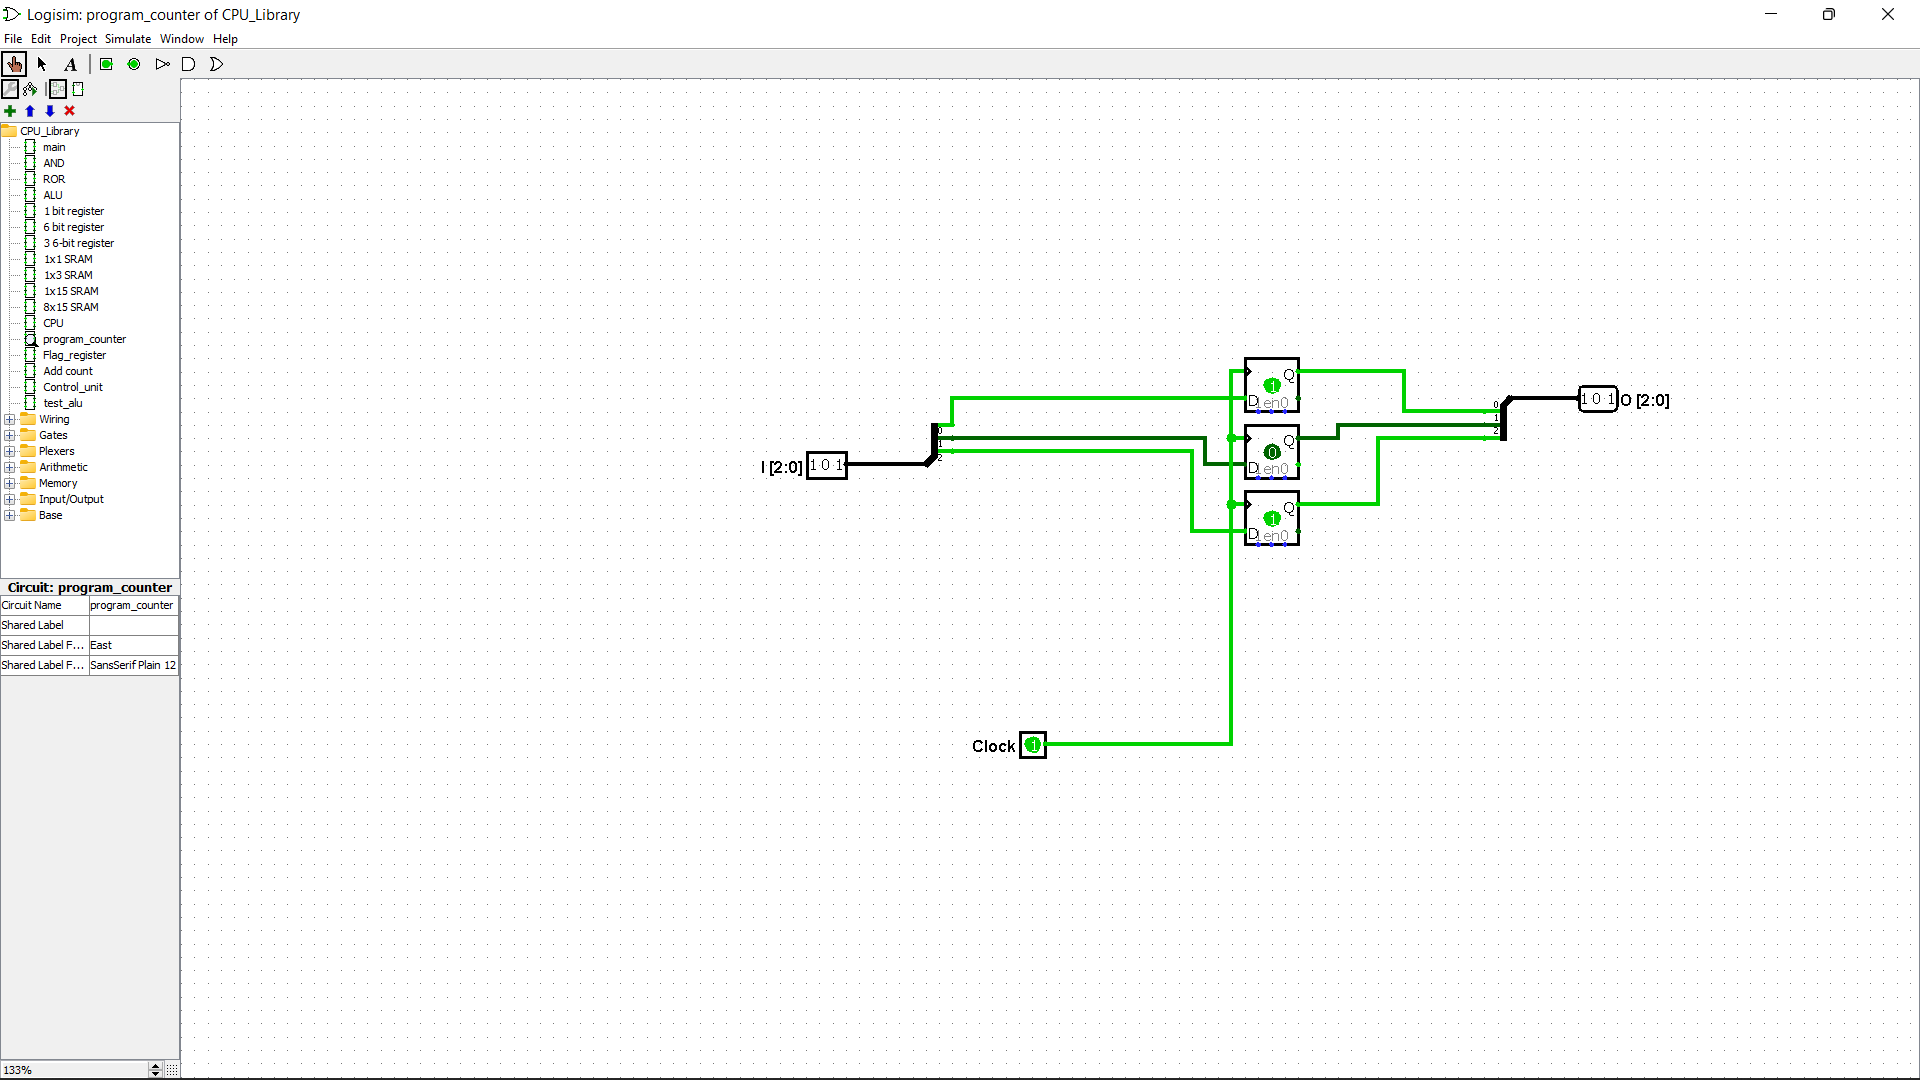 Logisim: program_counter of CPU_Library
File Edit Project Simulate Window Help
A
CPU_Library
main
AND
ROR
ALU
1 bit register
6 bit register
3 6-bit register
1x1 SRAM
1x3 SRAM
1x15 SRAM
8x15 SRAM
CPU
program_counter
Flag_register
Add count
Control_unit
test_alu
Wiring
Gates
Plexers
Arithmetic
Memory
Input/Output
Base
Circuit: program_counter
Circuit Name program_counter
Shared Label
Shared Label F... East
Shared Label F... SansSerif Plain 12
133%
I [2:0] 1 0 1
0
1
2
Q
1
D 1en0
Q
0
D 1en0
Q
1
D 1en0
0
1
2
1 0 1 O [2:0]
Clock 1